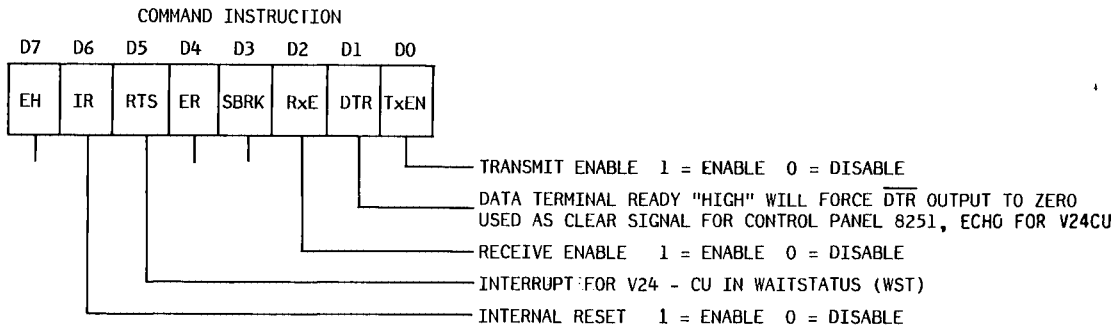 COMMAND INSTRUCTION
D7 D6 D5 D4 D3 D2 D1 D0
EH IR RTS ER SBRK RxE DTR TxEN
TRANSMIT ENABLE 1 = ENABLE 0 = DISABLE
DATA TERMINAL READY "HIGH" WILL FORCE DTR OUTPUT TO ZERO
USED AS CLEAR SIGNAL FOR CONTROL PANEL 8251, ECHO FOR V24CU
RECEIVE ENABLE 1 = ENABLE 0 = DISABLE
INTERRUPT FOR V24 - CU IN WAITSTATUS (WST)
INTERNAL RESET 1 = ENABLE 0 = DISABLE